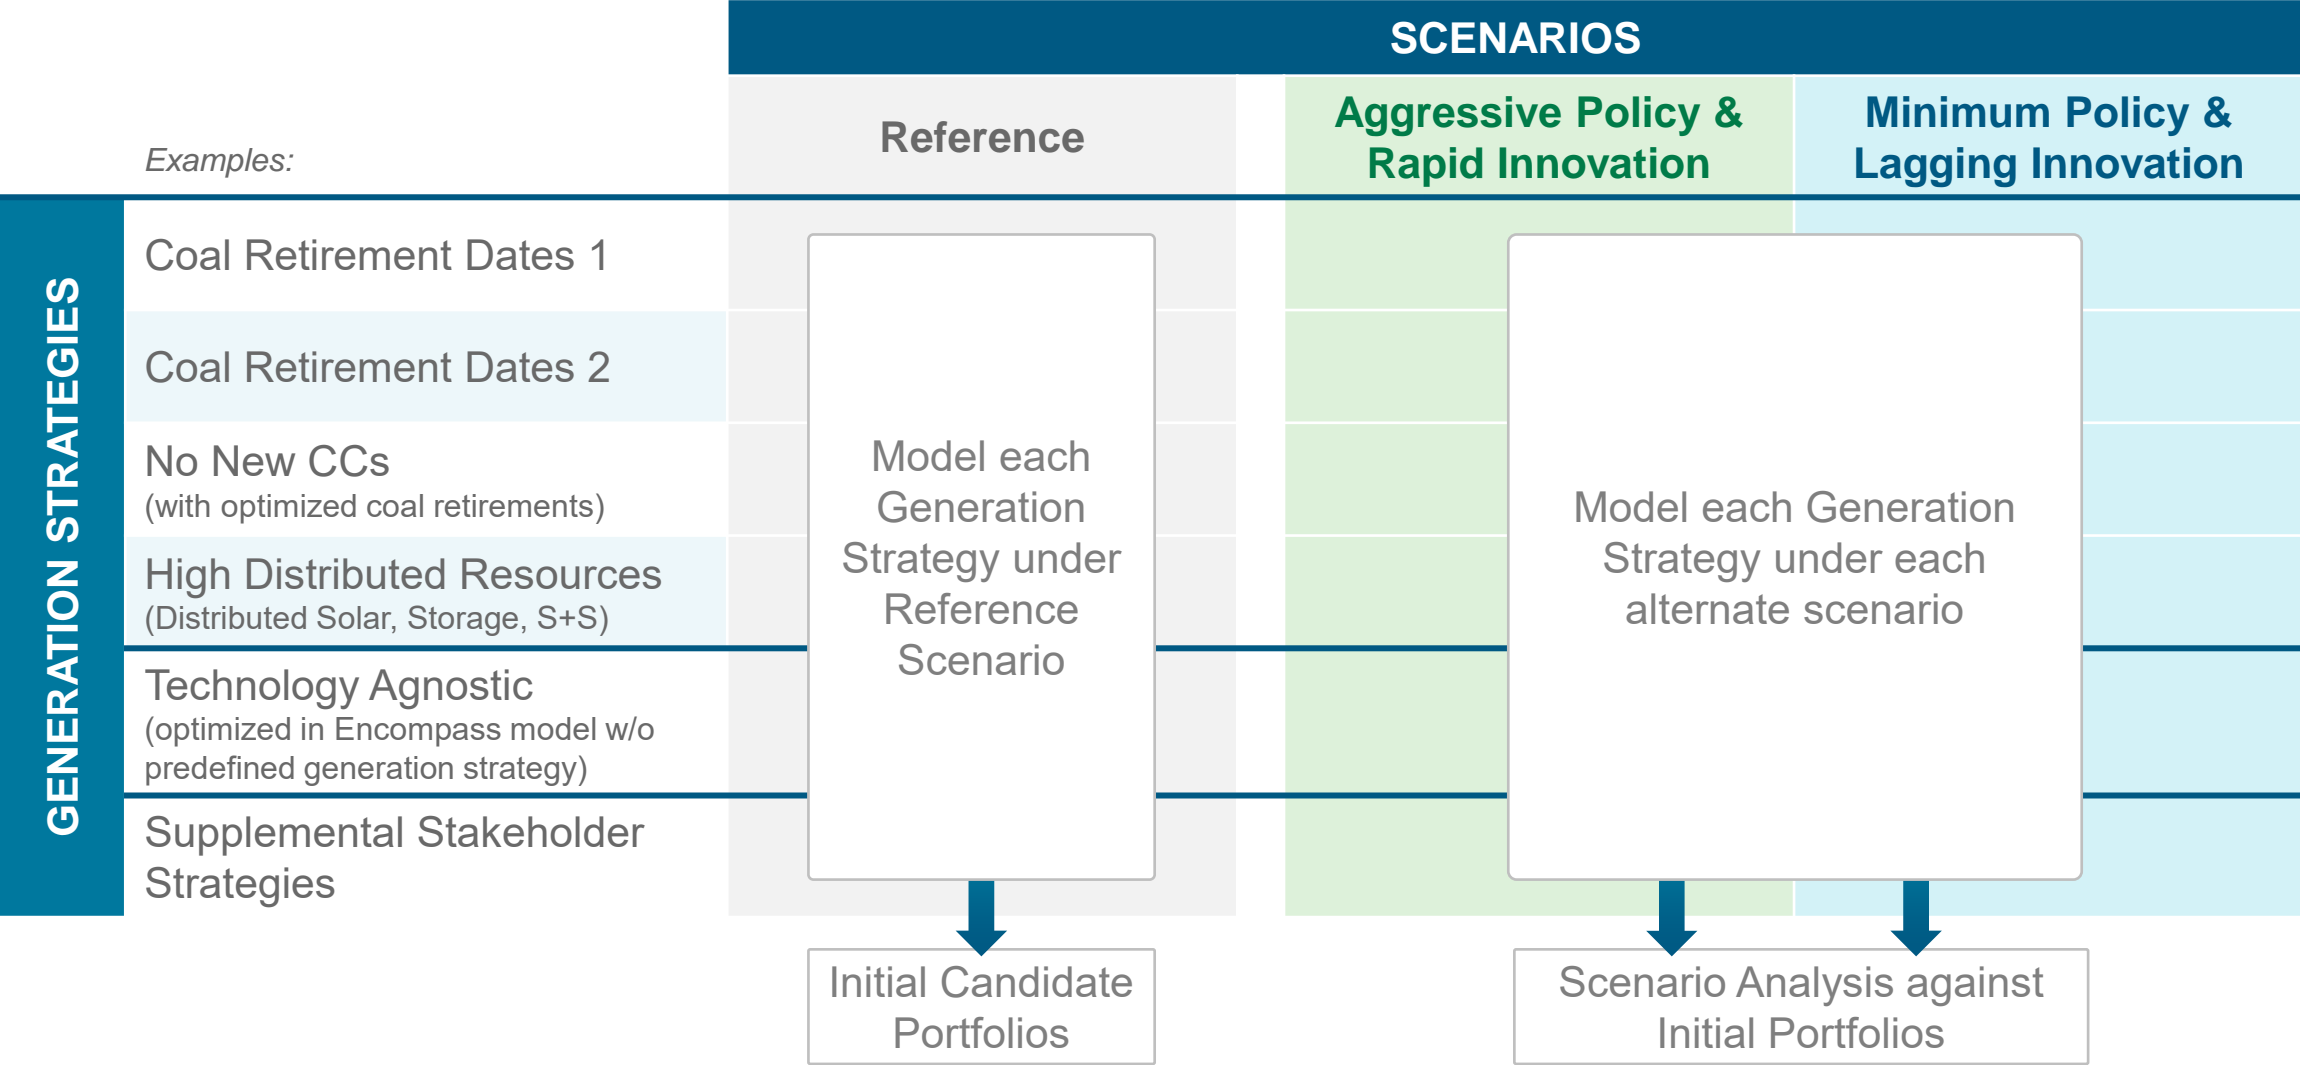 SCENARIOS
Examples:
Reference
Aggressive Policy &
Rapid Innovation
Minimum Policy &
Lagging Innovation
GENERATION STRATEGIES
Coal Retirement Dates 1
Coal Retirement Dates 2
No New CCs
(with optimized coal retirements)
High Distributed Resources
(Distributed Solar, Storage, S+S)
Technology Agnostic
(optimized in Encompass model w/o
predefined generation strategy)
Supplemental Stakeholder
Strategies
Model each
Generation
Strategy under
Reference
Scenario
Model each Generation
Strategy under each
alternate scenario
Initial Candidate
Portfolios
Scenario Analysis against
Initial Portfolios